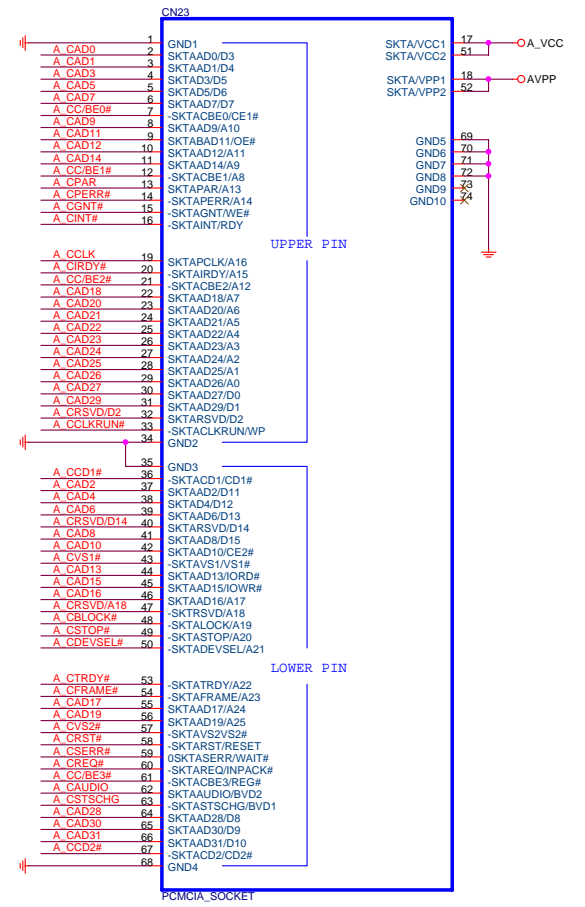 CN23
1 GND1
A_CAD0 2 SKTAAD0/D3
A_CAD1 3 SKTAAD1/D4
A_CAD3 4 SKTAD3/D5
A_CAD5 5 SKTAD5/D6
A_CAD7 6 SKTAAD7/D7
A_CC/BE0# 7 -SKTACBE0/CE1#
A_CAD9 8 SKTAAD9/A10
A_CAD11 9 SKTABAD11/OE#
A_CAD12 10 SKTAAD12/A11
A_CAD14 11 SKTAAD14/A9
A_CC/BE1# 12 -SKTACBE1/A8
A_CPAR 13 SKTAPAR/A13
A_CPERR# 14 -SKTAPERR/A14
A_CGNT# 15 -SKTAGNT/WE#
A_CINT# 16 -SKTAINT/RDY
UPPER PIN
A_CCLK 19 SKTAPCLK/A16
A_CIRDY# 20 -SKTAIRDY/A15
A_CC/BE2# 21 -SKTACBE2/A12
A_CAD18 22 SKTAAD18/A7
A_CAD20 23 SKTAAD20/A6
A_CAD21 24 SKTAAD21/A5
A_CAD22 25 SKTAAD22/A4
A_CAD23 26 SKTAAD23/A3
A_CAD24 27 SKTAAD24/A2
A_CAD25 28 SKTAAD25/A1
A_CAD26 29 SKTAAD26/A0
A_CAD27 30 SKTAAD27/D0
A_CAD29 31 SKTAAD29/D1
A_CRSVD/D2 32 SKTARSVD/D2
A_CCLKRUN# 33 -SKTACLKRUN/WP
34 GND2
35 GND3
A_CCD1# 36 -SKTACD1/CD1#
A_CAD2 37 SKTAAD2/D11
A_CAD4 38 SKTAD4/D12
A_CAD6 39 SKTAAD6/D13
A_CRSVD/D14 40 SKTARSVD/D14
A_CAD8 41 SKTAAD8/D15
A_CAD10 42 SKTAAD10/CE2#
A_CVS1# 43 -SKTAVS1/VS1#
A_CAD13 44 SKTAAD13/IORD#
A_CAD15 45 SKTAAD15/IOWR#
A_CAD16 46 SKTAAD16/A17
A_CRSVD/A18 47 -SKTRSVD/A18
A_CBLOCK# 48 -SKTALOCK/A19
A_CSTOP# 49 -SKTASTOP/A20
A_CDEVSEL# 50 -SKTADEVSEL/A21
LOWER PIN
A_CTRDY# 53 -SKTATRDY/A22
A_CFRAME# 54 -SKTAFRAME/A23
A_CAD17 55 SKTAAD17/A24
A_CAD19 56 SKTAAD19/A25
A_CVS2# 57 -SKTAVS2VS2#
A_CRST# 58 -SKTARST/RESET
A_CSERR# 59 0SKTASERR/WAIT#
A_CREQ# 60 -SKTAREQ/INPACK#
A_CC/BE3# 61 -SKTACBE3/REG#
A_CAUDIO 62 SKTAAUDIO/BVD2
A_CSTSCHG 63 -SKTASTSCHG/BVD1
A_CAD28 64 SKTAAD28/D8
A_CAD30 65 SKTAAD30/D9
A_CAD31 66 SKTAAD31/D10
A_CCD2# 67 -SKTACD2/CD2#
68 GND4
PCMCIA_SOCKET
SKTA/VCC1 17 A_VCC
SKTA/VCC2 51
SKTA/VPP1 18 AVPP
SKTA/VPP2 52
GND5 69
GND6 70
GND7 71
GND8 72
GND9 73
GND10 74